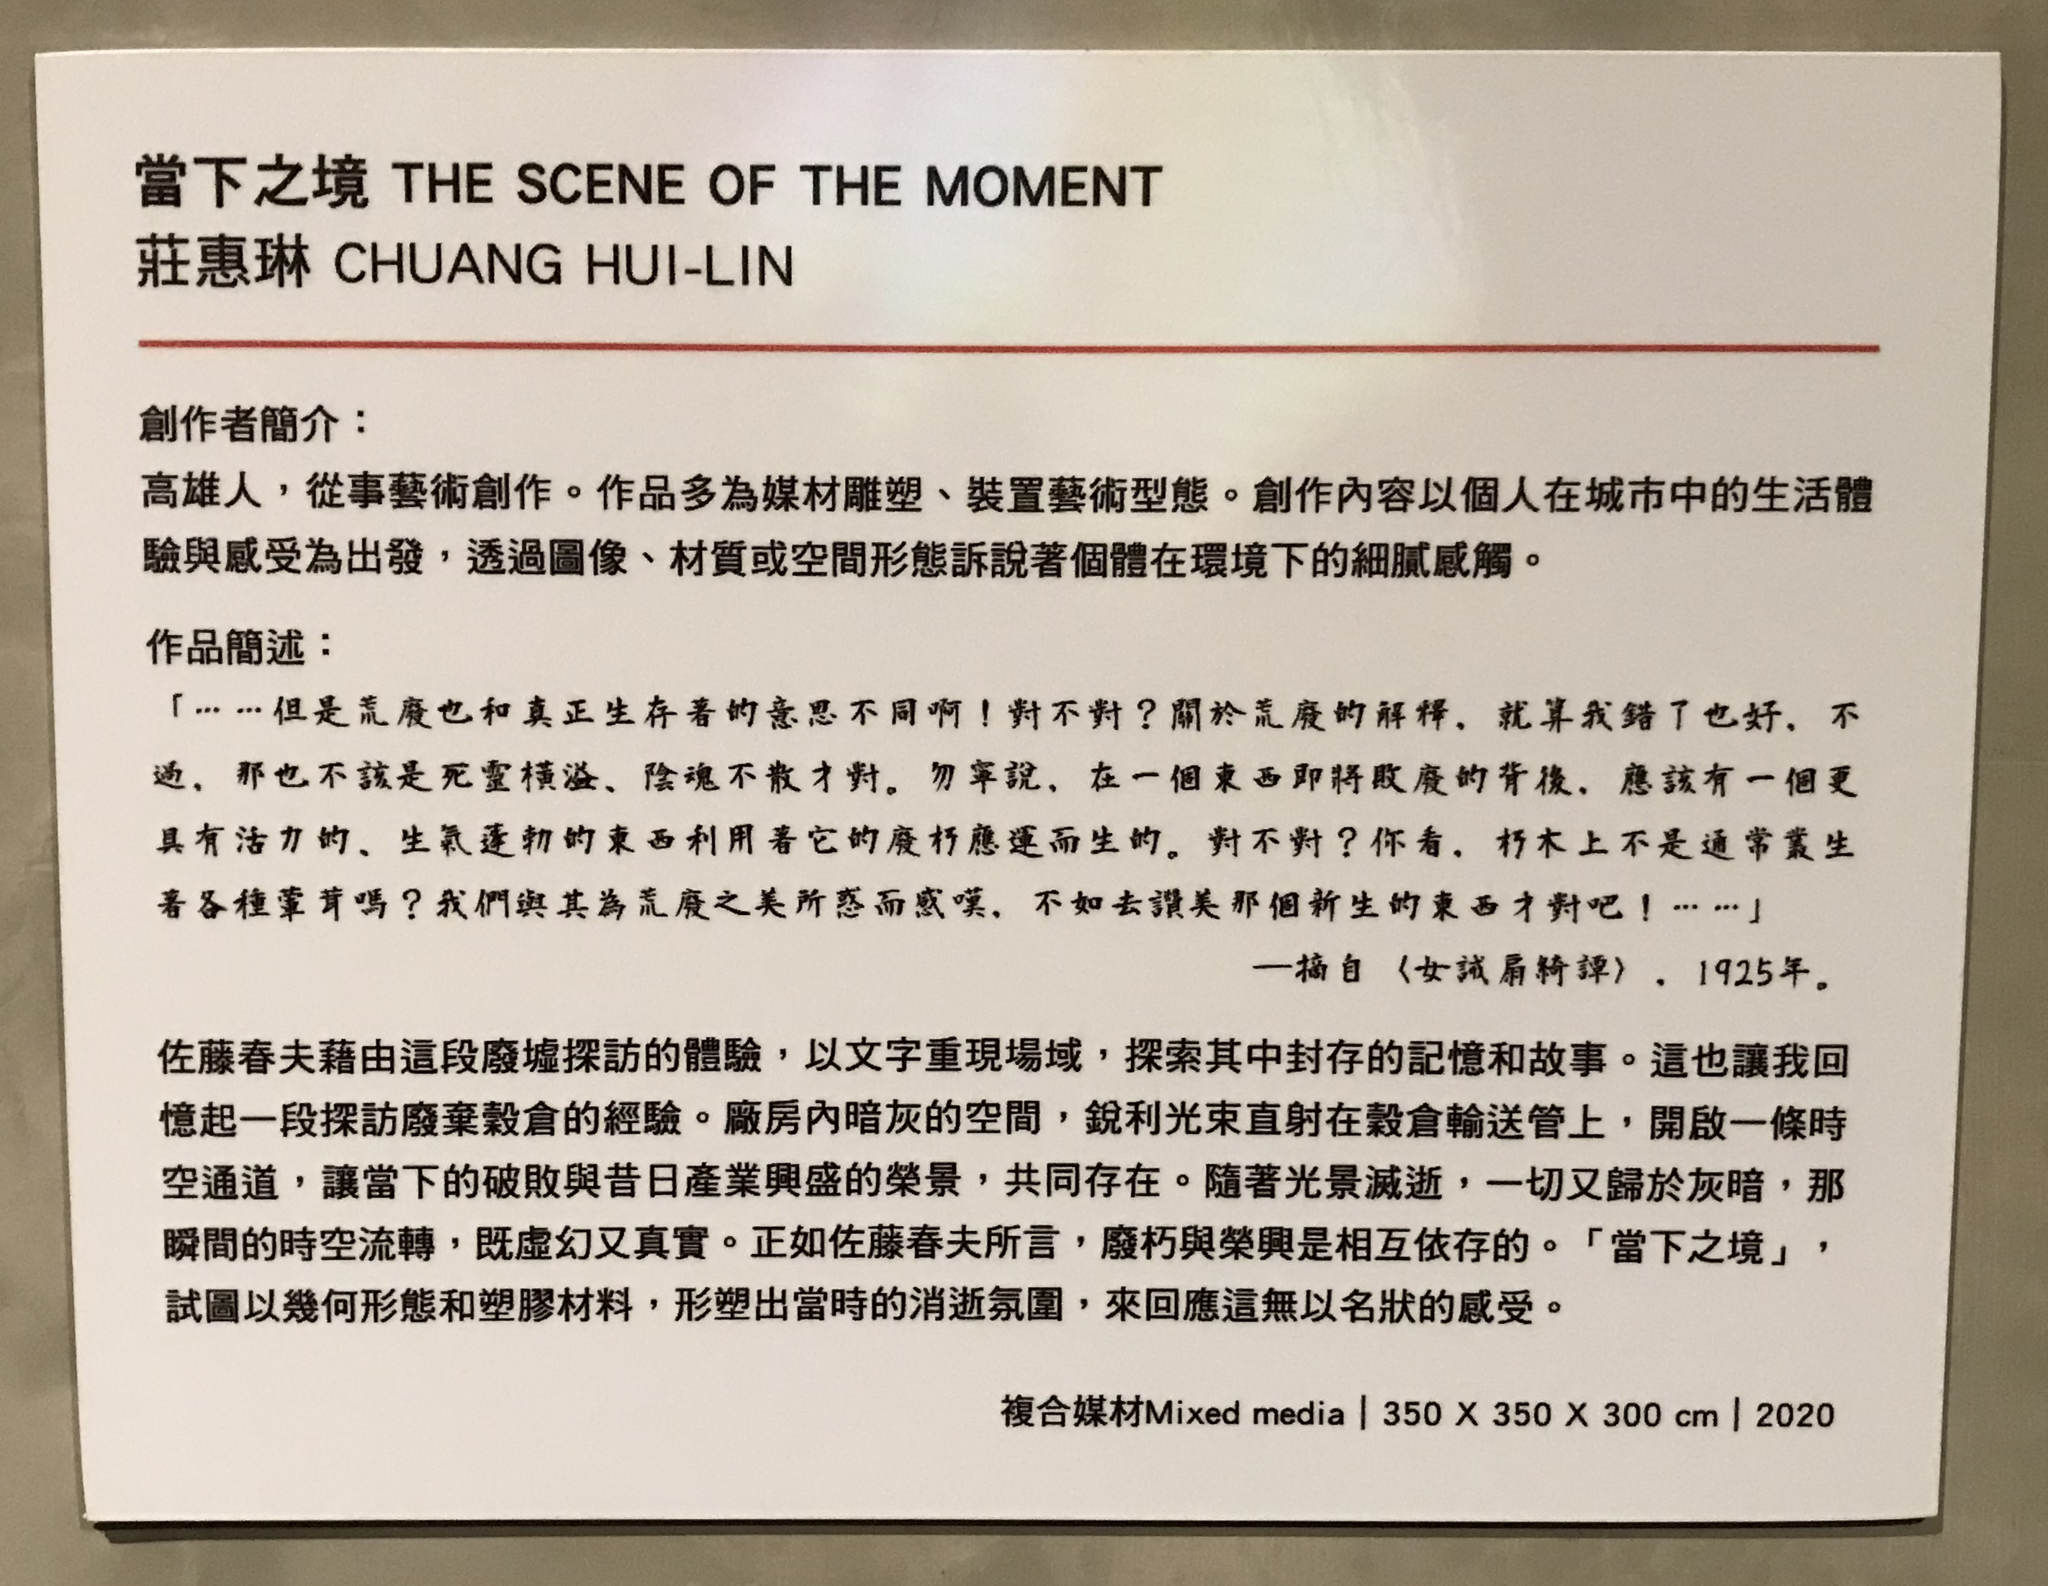 當下之境 THE SCENE OF THE MOMENT
莊惠琳 CHUANG HUI-LIN
創作者簡介：
高雄人，從事藝術創作。作品多為媒材雕塑、裝置藝術型態。創作內容以個人在城市中的生活體
驗與感受為出發，透過圖像、材質或空間形態訴說著個體在環境下的細膩感觸。
作品簡述：
「……但是荒廢也和真正生存著的意思不同啊！對不對？關於荒廢的解釋，就算我錯了也好，不
過，那也不該是死靈橫溢、陰魂不散才對。勿寧說，在一個東西即將敗廢的背後，應該有一個更
具有活力的、生氣蓬勃的東西利用著它的廢朽應運而生的。對不對？你看，朽木上不是通常叢生
著各種蕈茸嗎？我們與其為荒廢之美所惑而感嘆，不如去讚美那個新生的東西才對吧！……」
—摘自〈女誡扇綺譚〉，1925年。
佐藤春夫藉由這段廢墟探訪的體驗，以文字重現場域，探索其中封存的記憶和故事。這也讓我回
憶起一段探訪廢棄穀倉的經驗。廠房內暗灰的空間，銳利光束直射在穀倉輸送管上，開啟一條時
空通道，讓當下的破敗與昔日產業興盛的榮景，共同存在。隨著光景滅逝，一切又歸於灰暗，那
瞬間的時空流轉，既虛幻又真實。正如佐藤春夫所言，廢朽與榮興是相互依存的。「當下之境」，
試圖以幾何形態和塑膠材料，形塑出當時的消逝氛圍，來回應這無以名狀的感受。
複合媒材Mixed media | 350 X 350 X 300 cm | 2020